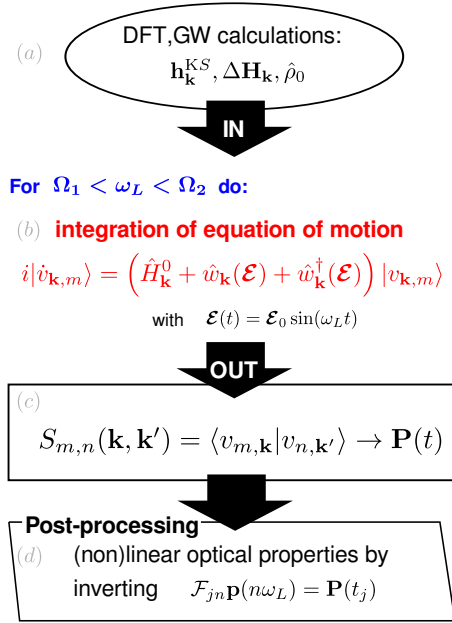 DFT,GW calculations:
(a)
h_k^KS, ΔH_k, ρ̂_0
IN
For Ω_1 < ω_L < Ω_2 do:
(b) integration of equation of motion
i|v̇_{k,m}⟩ = (Ĥ_k^0 + ŵ_k(ℰ) + ŵ_k^†(ℰ)) |v_{k,m}⟩
with ℰ(t) = ℰ_0 sin(ω_L t)
OUT
(c)
S_{m,n}(k, k′) = ⟨v_{m,k}|v_{n,k′}⟩ → P(t)
Post-processing
(d) (non)linear optical properties by
inverting ℱ_{jn} p(nω_L) = P(t_j)